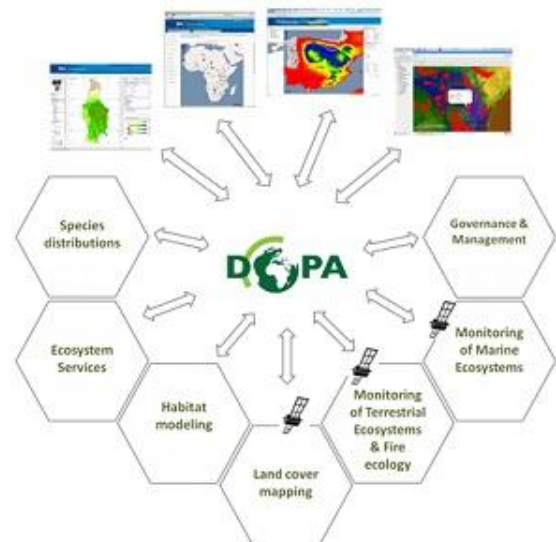 Species
distributions
DOPA
Governance &
Management
Ecosystem
Services
Monitoring
of Marine
Ecosystems
Habitat
modeling
Monitoring
of Terrestrial
Ecosystems
& Fire
ecology
Land cover
mapping